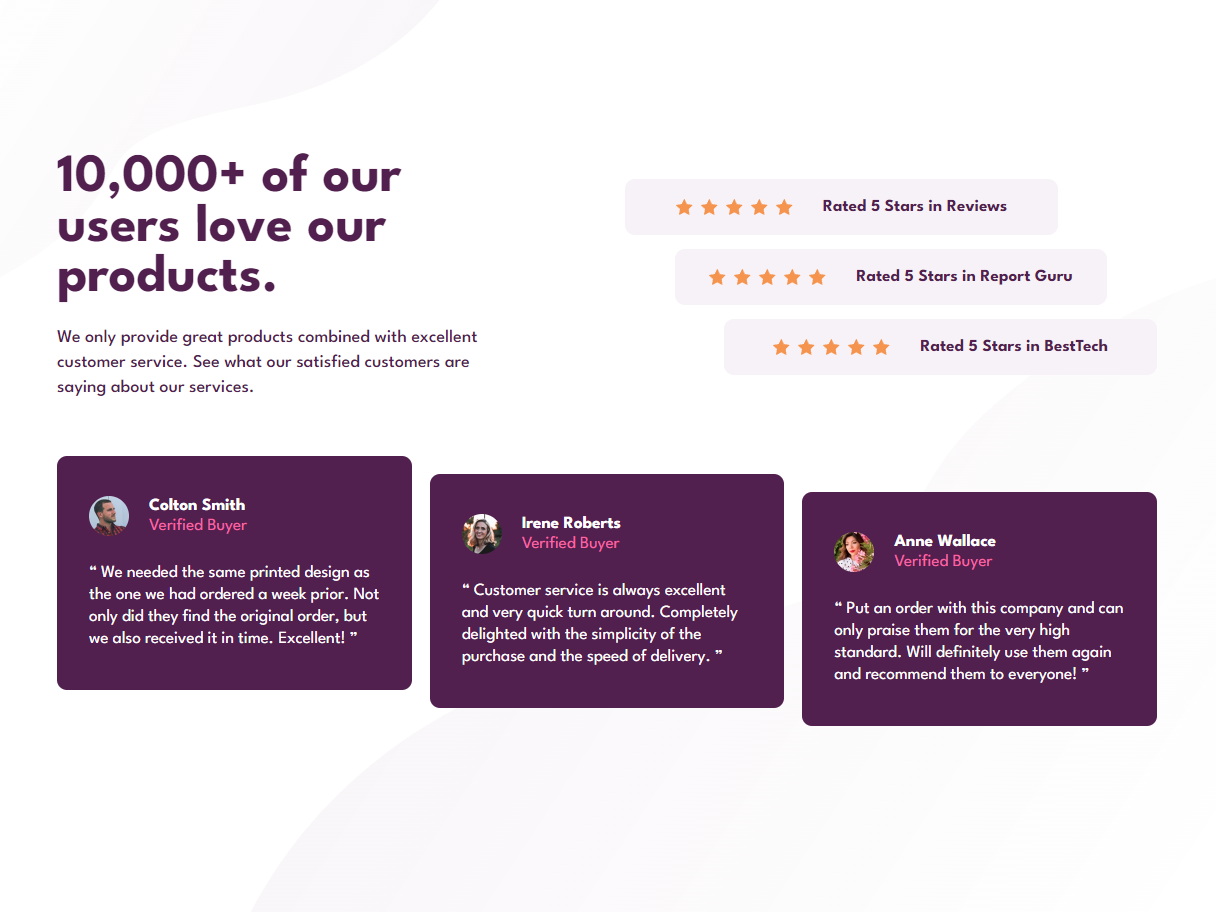 10,000+ of our
users love our
products.
We only provide great products combined with excellent
customer service. See what our satisfied customers are
saying about our services.
Rated 5 Stars in Reviews
Rated 5 Stars in Report Guru
Rated 5 Stars in BestTech
Colton Smith
Verified Buyer
“ We needed the same printed design as
the one we had ordered a week prior. Not
only did they find the original order, but
we also received it in time. Excellent! ”
Irene Roberts
Verified Buyer
“ Customer service is always excellent
and very quick turn around. Completely
delighted with the simplicity of the
purchase and the speed of delivery. ”
Anne Wallace
Verified Buyer
“ Put an order with this company and can
only praise them for the very high
standard. Will definitely use them again
and recommend them to everyone! ”